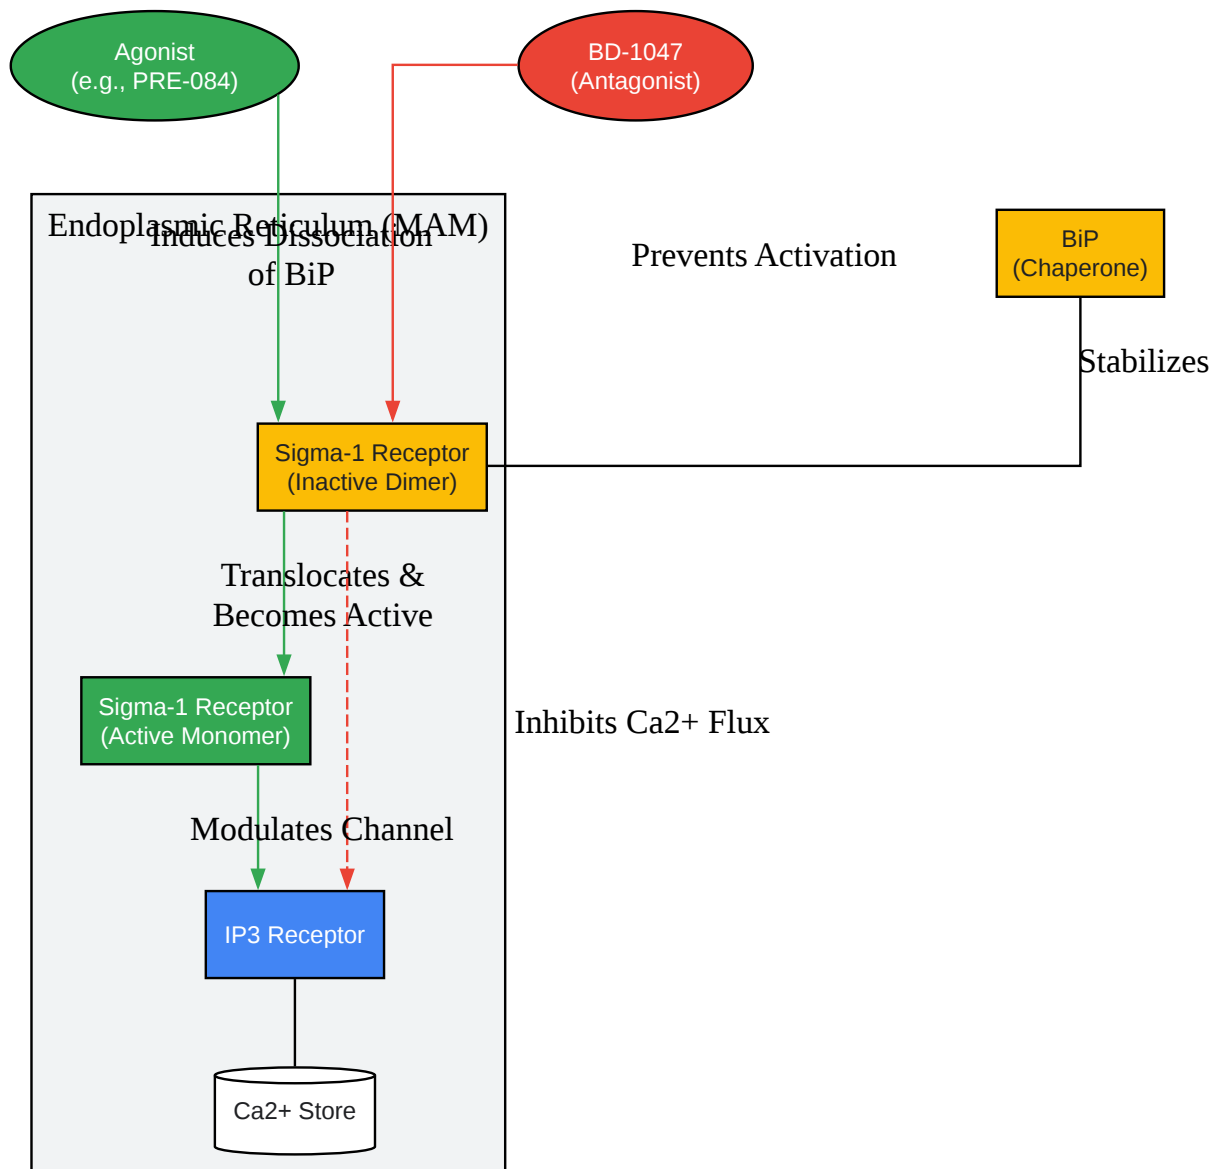 Agonist
(e.g., PRE-084)
BD-1047
(Antagonist)
Endoplasmic Reticulum (MAM)
Induces Dissociation
of BiP
Prevents Activation
BiP
(Chaperone)
Stabilizes
Sigma-1 Receptor
(Inactive Dimer)
Translocates &
Becomes Active
Sigma-1 Receptor
(Active Monomer)
Inhibits Ca2+ Flux
Modulates Channel
IP3 Receptor
Ca2+ Store